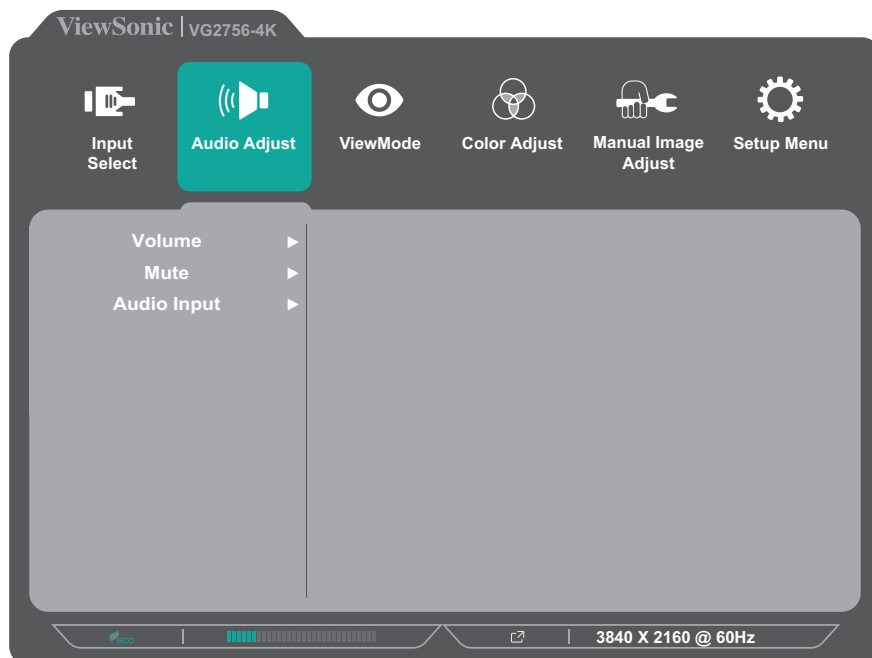 ViewSonic | VG2756-4K
Input Select
Audio Adjust
ViewMode
Color Adjust
Manual Image Adjust
Setup Menu
Volume
Mute
Audio Input
eco
3840 X 2160 @ 60Hz